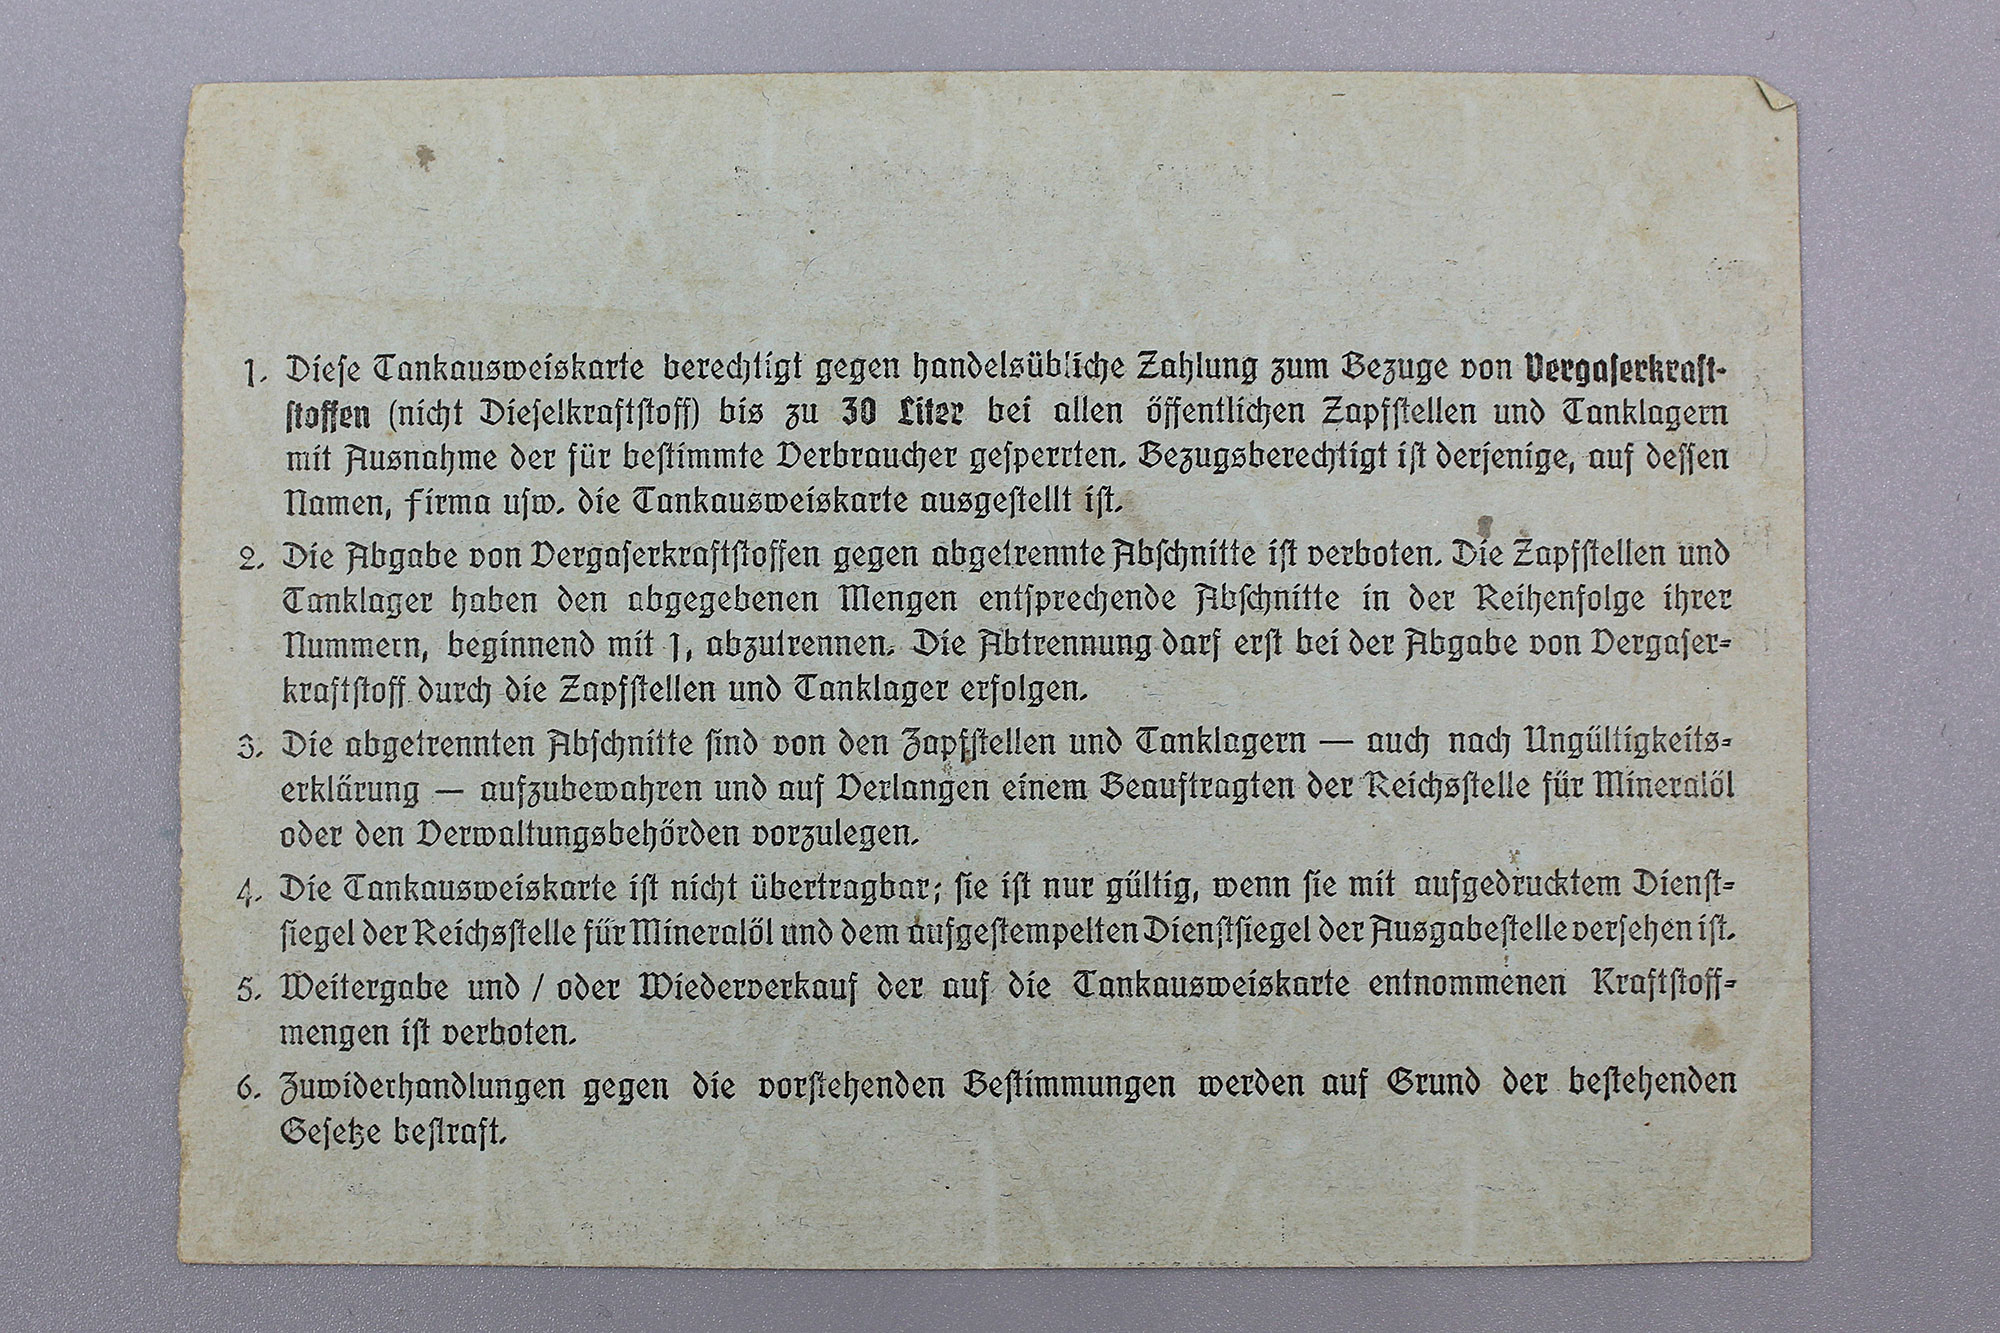 1. Diese Tankausweiskarte berechtigt gegen handelsübliche Zahlung zum Bezuge von Vergaserkraft-
stoffen (nicht Dieselkraftstoff) bis zu 30 Liter bei allen öffentlichen Zapfstellen und Tanklagern
mit Ausnahme der für bestimmte Verbraucher gesperrten. Bezugsberechtigt ist derjenige, auf dessen
Namen, Firma usw. die Tankausweiskarte ausgestellt ist.
2. Die Abgabe von Vergaserkraftstoffen gegen abgetrennte Abschnitte ist verboten. Die Zapfstellen und
Tanklager haben den abgegebenen Mengen entsprechende Abschnitte in der Reihenfolge ihrer
Nummern, beginnend mit 1, abzutrennen. Die Abtrennung darf erst bei der Abgabe von Vergaser-
kraftstoff durch die Zapfstellen und Tanklager erfolgen.
3. Die abgetrennten Abschnitte sind von den Zapfstellen und Tanklagern — auch nach Ungültigkeits-
erklärung — aufzubewahren und auf Verlangen einem Beauftragten der Reichsstelle für Mineralöl
oder den Verwaltungsbehörden vorzulegen.
4. Die Tankausweiskarte ist nicht übertragbar; sie ist nur gültig, wenn sie mit aufgedrucktem Dienst-
siegel der Reichsstelle für Mineralöl und dem aufgestempelten Dienstsiegel der Ausgabestelle versehen ist.
5. Weitergabe und / oder Wiederverkauf der auf die Tankausweiskarte entnommenen Kraftstoff-
mengen ist verboten.
6. Zuwiderhandlungen gegen die vorstehenden Bestimmungen werden auf Grund der bestehenden
Gesetze bestraft.